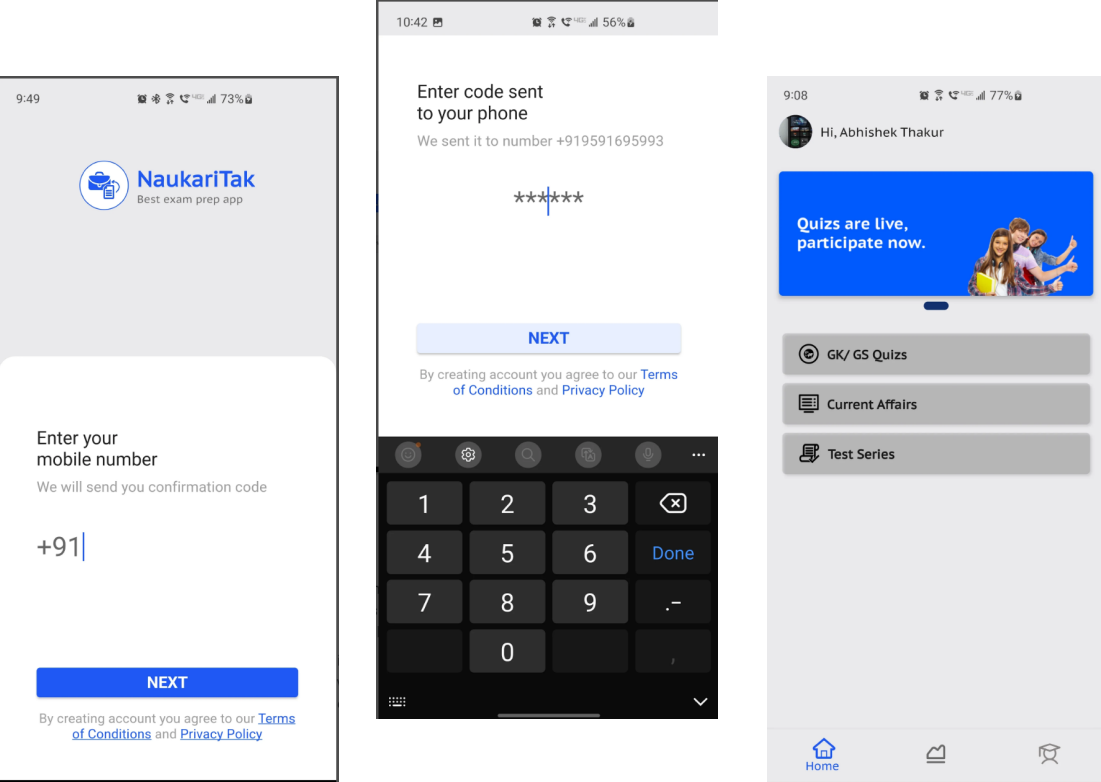 9:49
73%
NaukariTak
Best exam prep app
Enter your
mobile number
We will send you confirmation code
+91
NEXT
By creating account you agree to our Terms
of Conditions and Privacy Policy
10:42
56%
Enter code sent
to your phone
We sent it to number +919591695993
******
NEXT
By creating account you agree to our Terms
of Conditions and Privacy Policy
1 2 3
4 5 6 Done
7 8 9 .-
0 ,
9:08
77%
Hi, Abhishek Thakur
Quizs are live,
participate now.
GK/ GS Quizs
Current Affairs
Test Series
Home